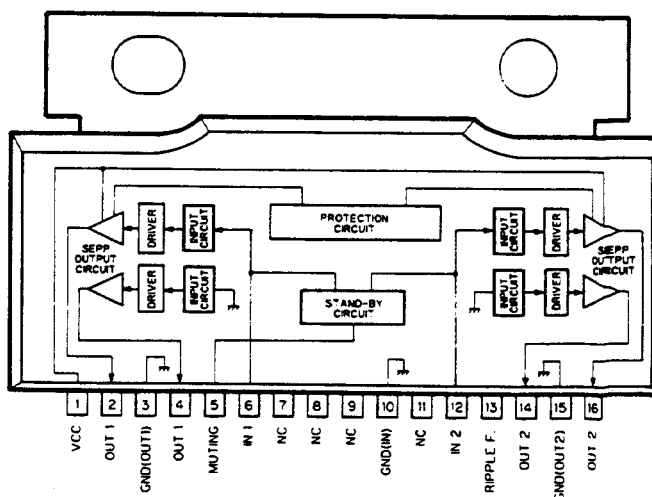 PROTECTION
CIRCUIT
SEPP
OUTPUT
CIRCUIT
DRIVER
INPUT
CIRCUIT
DRIVER
INPUT
CIRCUIT
STAND-BY
CIRCUIT
INPUT
CIRCUIT
DRIVER
INPUT
CIRCUIT
DRIVER
SEPP
OUTPUT
CIRCUIT
1 2 3 4 5 6 7 8 9 10 11 12 13 14 15 16
VCC
OUT 1
GND(OUT1)
OUT 1
MUTING
IN 1
NC
NC
NC
GND(IN)
NC
IN 2
RIPPLE F.
OUT 2
GND(OUT2)
OUT 2